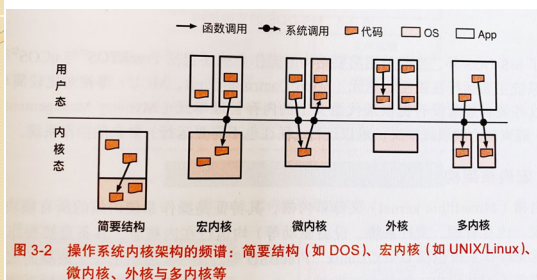 函数调用 系统调用 代码 OS App
用户态
内核态
简要结构 宏内核 微内核 外核 多内核
图 3-2 操作系统内核架构的频谱：简要结构（如 DOS）、宏内核（如 UNIX/Linux）、
微内核、外核与多内核等